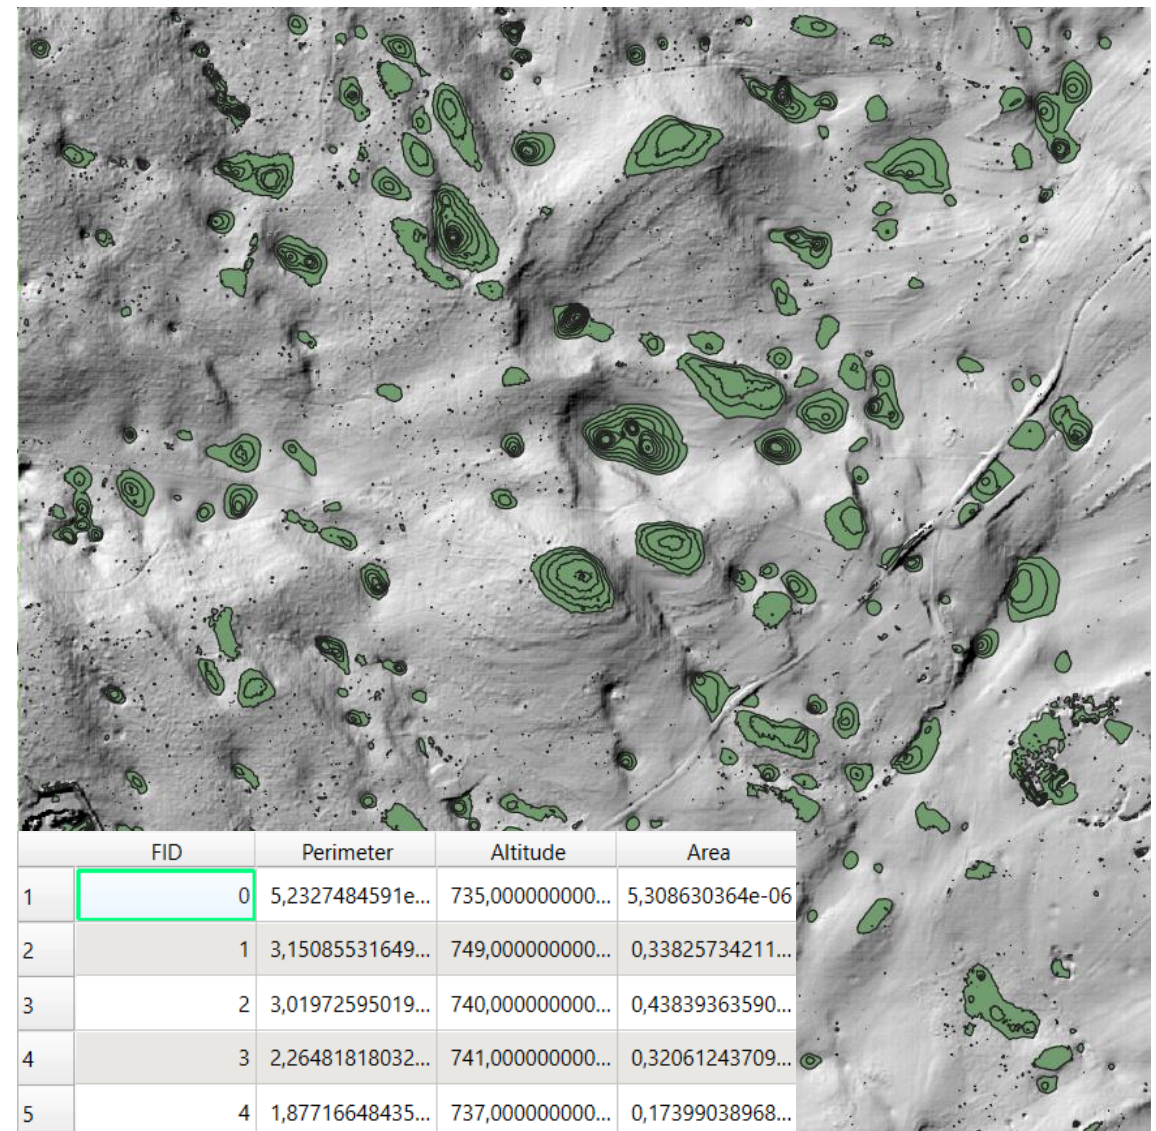 FID Perimeter Altitude Area
1 0 5,2327484591e... 735,000000000... 5,308630364e-06
2 1 3,15085531649... 749,000000000... 0,33825734211...
3 2 3,01972595019... 740,000000000... 0,43839363590...
4 3 2,26481818032... 741,000000000... 0,32061243709...
5 4 1,87716648435... 737,000000000... 0,17399038968...